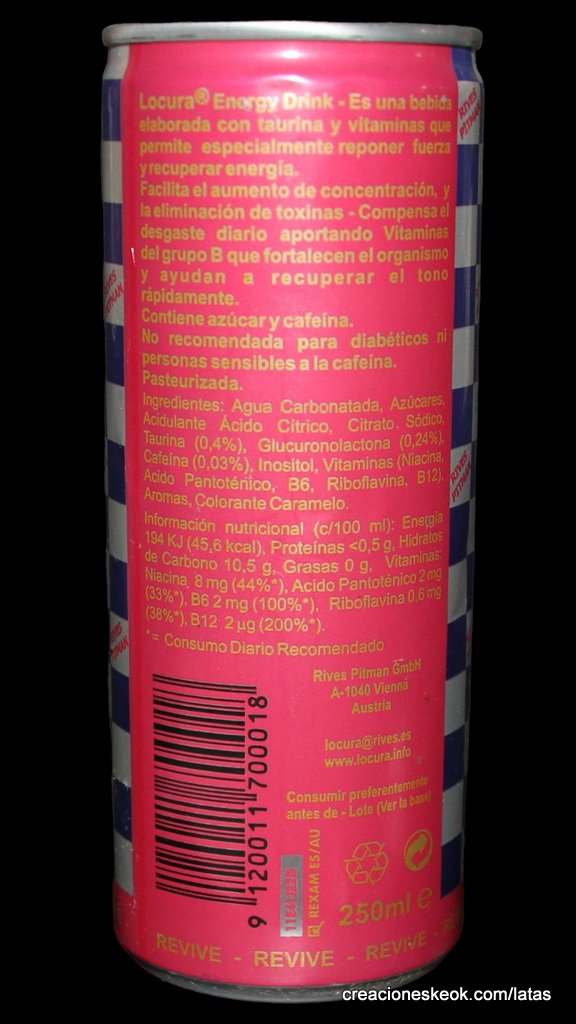 Locura® Energy Drink - Es una bebida
elaborada con taurina y vitaminas que
permite especialmente reponer fuerza
y recuperar energía.
Facilita el aumento de concentración, y
la eliminación de toxinas - Compensa el
desgaste diario aportando Vitaminas
del grupo B que fortalecen el organismo
y ayudan a recuperar el tono
rápidamente.
Contiene azúcar y cafeína.
No recomendada para diabéticos ni
personas sensibles a la cafeína.
Pasteurizada.
Ingredientes: Agua Carbonatada, Azúcares,
Acidulante Ácido Cítrico, Citrato Sódico,
Taurina (0,4%), Glucuronolactona (0,24%),
Cafeína (0,03%), Inositol, Vitaminas (Niacina,
Acido Pantoténico, B6, Riboflavina, B12),
Aromas, Colorante Caramelo.
Información nutricional (c/100 ml): Energía
194 KJ (45,6 kcal), Proteínas <0,5 g, Hidratos
de Carbono 10,5 g, Grasas 0 g, Vitaminas:
Niacina 8 mg (44%*), Acido Pantoténico 2 mg
(33%*), B6 2 mg (100%*), Riboflavina 0,6 mg
(38%*), B12 2 µg (200%*).
*= Consumo Diario Recomendado
Rives Pitman GmbH
A-1040 Vienna
Austria
locura@rives.es
www.locura.info
Consumir preferentemente
antes de - Lote (Ver la base)
9 120011 700018
REXAM ES/AU
250ml e
REVIVE - REVIVE - REVIVE - RE
RIVES
PITMAN
RIVES
PITMAN
RIVES
PITMAN
creacioneskeok.com/latas